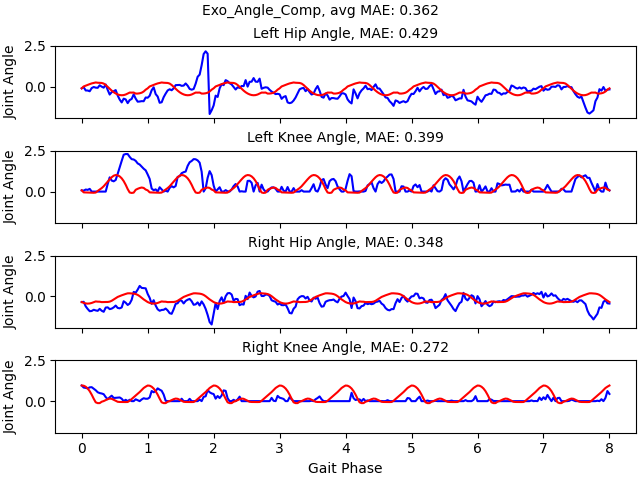 Exo_Angle_Comp, avg MAE: 0.362
Left Hip Angle, MAE: 0.429
Joint Angle
2.5
0.0
Left Knee Angle, MAE: 0.399
Joint Angle
2.5
0.0
Right Hip Angle, MAE: 0.348
Joint Angle
2.5
0.0
Right Knee Angle, MAE: 0.272
Joint Angle
2.5
0.0
0 1 2 3 4 5 6 7 8
Gait Phase